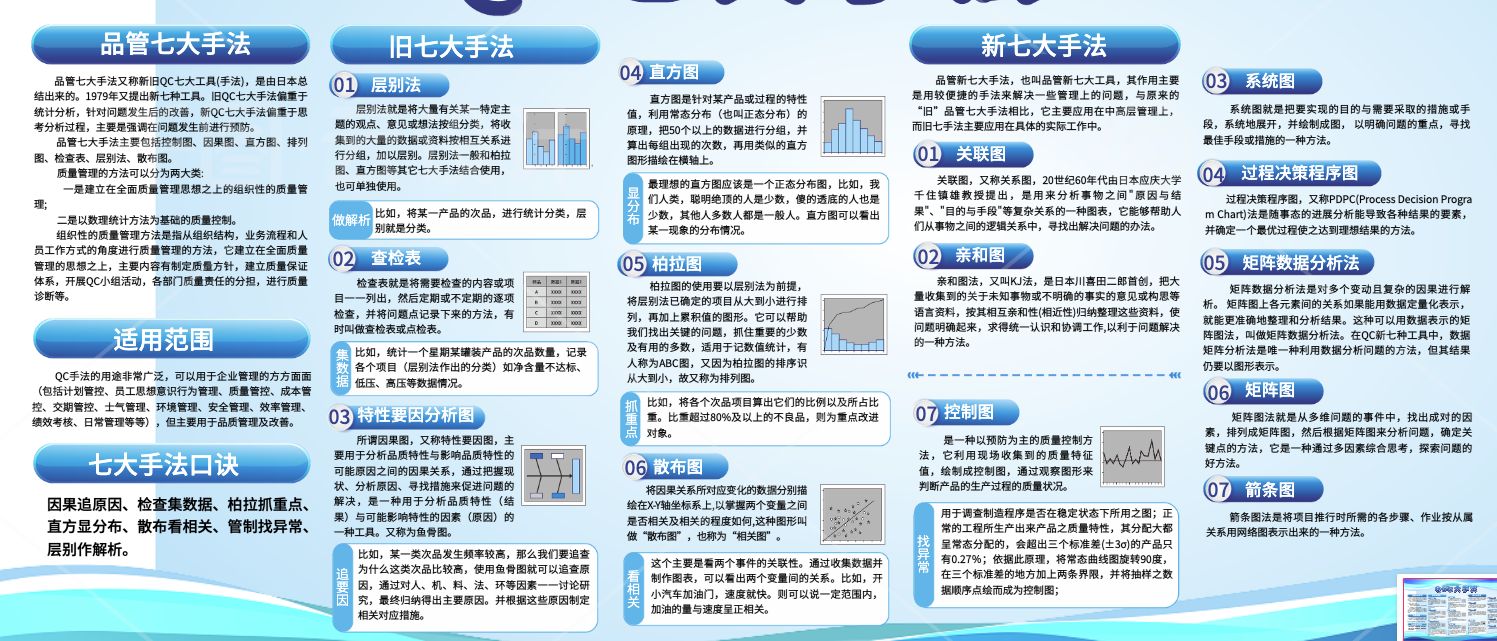 品管七大手法
品管七大手法又称新旧QC七大工具(手法)，是由日本总
结出来的。1979年又提出新七种工具。旧QC七大手法偏重于
统计分析，针对问题发生后的改善，新QC七大手法偏重于思
考分析过程，主要是强调在问题发生前进行预防。
品管七大手法主要包括控制图、因果图、直方图、排列
图、检查表、层别法、散布图。
质量管理的方法可以分为两大类:
一是建立在全面质量管理思想之上的组织性的质量管
理;
二是以数理统计方法为基础的质量控制。
组织性的质量管理方法是指从组织结构，业务流程和人
员工作方式的角度进行质量管理的方法，它建立在全面质量
管理的思想之上，主要内容有制定质量方针，建立质量保证
体系，开展QC小组活动，各部门质量责任的分担，进行质量
诊断等。
适用范围
QC手法的用途非常广泛，可以用于企业管理的方方面面
（包括计划管控、员工思想意识行为管理、质量管控、成本管
控、交期管控、士气管理、环境管理、安全管理、效率管理、
绩效考核、日常管理等等），但主要用于品质管理及改善。
七大手法口诀
因果追原因、检查集数据、柏拉抓重点、
直方显分布、散布看相关、管制找异常、
层别作解析。
旧七大手法
01 层别法
层别法就是将大量有关某一特定主
题的观点、意见或想法按组分类，将收
集到的大量的数据或资料按相互关系进
行分组，加以层别。层别法一般和柏拉
图、直方图等其它七大手法结合使用，
也可单独使用。
做解析
比如，将某一产品的次品，进行统计分类，层
别就是分类。
02 查检表
检查表就是将需要检查的内容或项
目一一列出，然后定期或不定期的逐项
检查，并将问题点记录下来的方法，有
时叫做查检表或点检表。
A XXXX XXXX
B XXXX XXXX
C XXXX XXXX
D XXXX XXXX
集数据
比如，统计一个星期某罐装产品的次品数量，记录
各个项目（层别法作出的分类）如净含量不达标、
低压、高压等数据情况。
03 特性要因分析图
所谓因果图，又称特性要因图，主
要用于分析品质特性与影响品质特性的
可能原因之间的因果关系，通过把握现
状、分析原因、寻找措施来促进问题的
解决，是一种用于分析品质特性（结
果）与可能影响特性的因素（原因）的
一种工具。又称为鱼骨图。
追要因
比如，某一类次品发生频率较高，那么我们要追查
为什么这类次品比较高，使用鱼骨图就可以追查原
因，通过对人、机、料、法、环等因素一一讨论研
究，最终归纳得出主要原因。并根据这些原因制定
相关对应措施。
04 直方图
直方图是针对某产品或过程的特性
值，利用常态分布（也叫正态分布）的
原理，把50个以上的数据进行分组，并
算出每组出现的次数，再用类似的直方
图形描绘在横轴上。
显分布
最理想的直方图应该是一个正态分布图，比如，我
们人类，聪明绝顶的人是少数，傻的透底的人也是
少数，其他人多数人都是一般人。直方图可以看出
某一现象的分布情况。
05 柏拉图
柏拉图的使用要以层别法为前提，
将层别法已确定的项目从大到小进行排
列，再加上累积值的图形。它可以帮助
我们找出关键的问题，抓住重要的少数
及有用的多数，适用于记数值统计，有
人称为ABC图，又因为柏拉图的排序识
从大到小，故又称为排列图。
抓重点
比如，将各个次品项目算出它们的比例以及所占比
重。比重超过80%及以上的不良品，则为重点改进
对象。
06 散布图
将因果关系所对应变化的数据分别描
绘在X-Y轴坐标系上,以掌握两个变量之间
是否相关及相关的程度如何,这种图形叫
做“散布图”，也称为“相关图”。
看相关
这个主要是看两个事件的关联性。通过收集数据并
制作图表，可以看出两个变量间的关系。比如，开
小汽车加油门，速度就快。则可以说一定范围内，
加油的量与速度呈正相关。
新七大手法
品管新七大手法，也叫品管新七大工具，其作用主要
是用较便捷的手法来解决一些管理上的问题，与原来的
“旧”品管七大手法相比，它主要应用在中高层管理上，
而旧七手法主要应用在具体的实际工作中。
01 关联图
关联图，又称关系图，20世纪60年代由日本应庆大学
千住镇雄教授提出，是用来分析事物之间"原因与结
果"、"目的与手段"等复杂关系的一种图表，它能够帮助人
们从事物之间的逻辑关系中，寻找出解决问题的办法。
02 亲和图
亲和图法，又叫KJ法，是日本川喜田二郎首创，把大
量收集到的关于未知事物或不明确的事实的意见或构思等
语言资料，按其相互亲和性(相近性)归纳整理这些资料，使
问题明确起来，求得统一认识和协调工作,以利于问题解决
的一种方法。
07 控制图
是一种以预防为主的质量控制方
法，它利用现场收集到的质量特征
值，绘制成控制图，通过观察图形来
判断产品的生产过程的质量状况。
找异常
用于调查制造程序是否在稳定状态下所用之图；正
常的工程所生产出来产品之质量特性，其分配大都
呈常态分配的，会超出三个标准差(±3σ)的产品只
有0.27%；依据此原理，将常态曲线图旋转90度，
在三个标准差的地方加上两条界限，并将抽样之数
据顺序点绘而成为控制图；
03 系统图
系统图就是把要实现的目的与需要采取的措施或手
段，系统地展开，并绘制成图， 以明确问题的重点，寻找
最佳手段或措施的一种方法。
04 过程决策程序图
过程决策程序图，又称PDPC(Process Decision Progra
m Chart)法是随事态的进展分析能导致各种结果的要素，
并确定一个最优过程使之达到理想结果的方法。
05 矩阵数据分析法
矩阵数据分析法是对多个变动且复杂的因果进行解
析。 矩阵图上各元素间的关系如果能用数据定量化表示，
就能更准确地整理和分析结果。这种可以用数据表示的矩
阵图法，叫做矩阵数据分析法。在QC新七种工具中，数据
矩阵分析法是唯一种利用数据分析问题的方法，但其结果
仍要以图形表示。
06 矩阵图
矩阵图法就是从多维问题的事件中，找出成对的因
素，排列成矩阵图，然后根据矩阵图来分析问题，确定关
键点的方法，它是一种通过多因素综合思考，探索问题的
好方法。
07 箭条图
箭条图法是将项目推行时所需的各步骤、作业按从属
关系用网络图表示出来的一种方法。